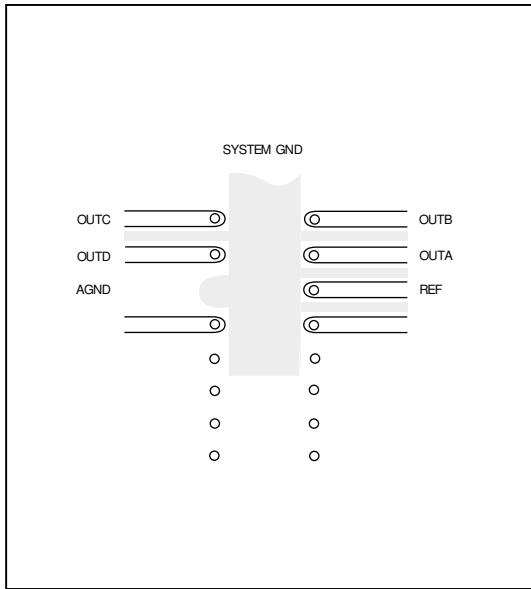 SYSTEM GND
OUTC
OUTB
OUTD
OUTA
AGND
REF